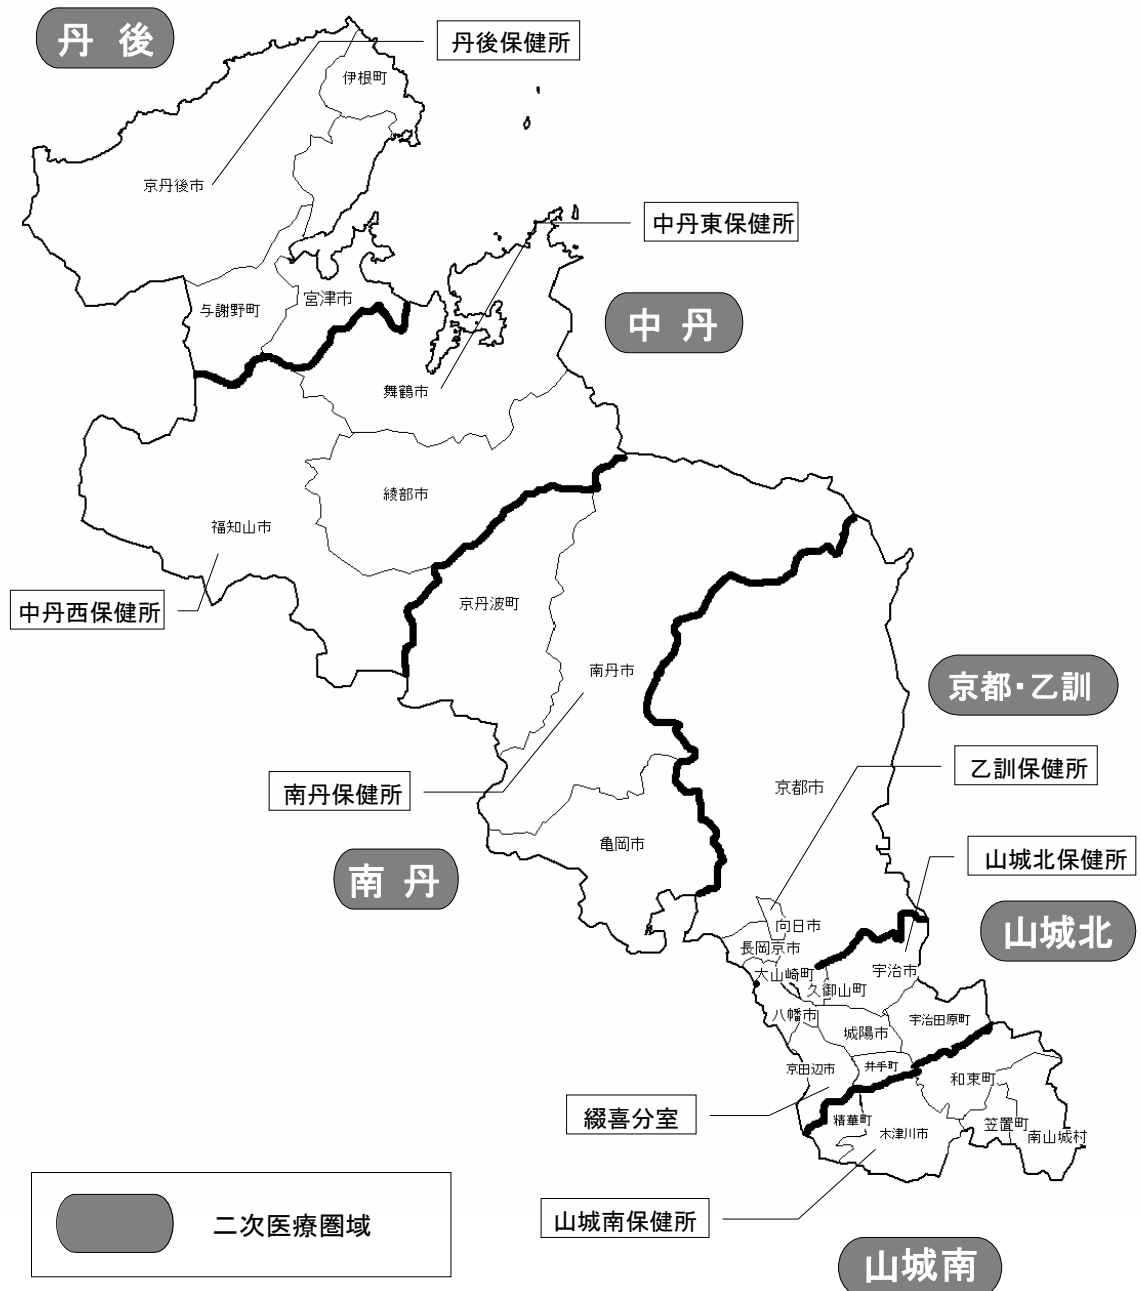 丹後
丹後保健所
伊根町
京丹後市
中丹東保健所
与謝野町
宮津市
中丹
舞鶴市
綾部市
福知山市
中丹西保健所
京丹波町
南丹市
京都・乙訓
乙訓保健所
南丹保健所
京都市
亀岡市
山城北保健所
南丹
向日市
山城北
長岡京市
大山崎町
宇治市
久御山町
八幡市
宇治田原町
城陽市
京田辺市
井手町
和束町
綴喜分室
精華町
木津川市
笠置町
南山城村
二次医療圏域
山城南保健所
山城南